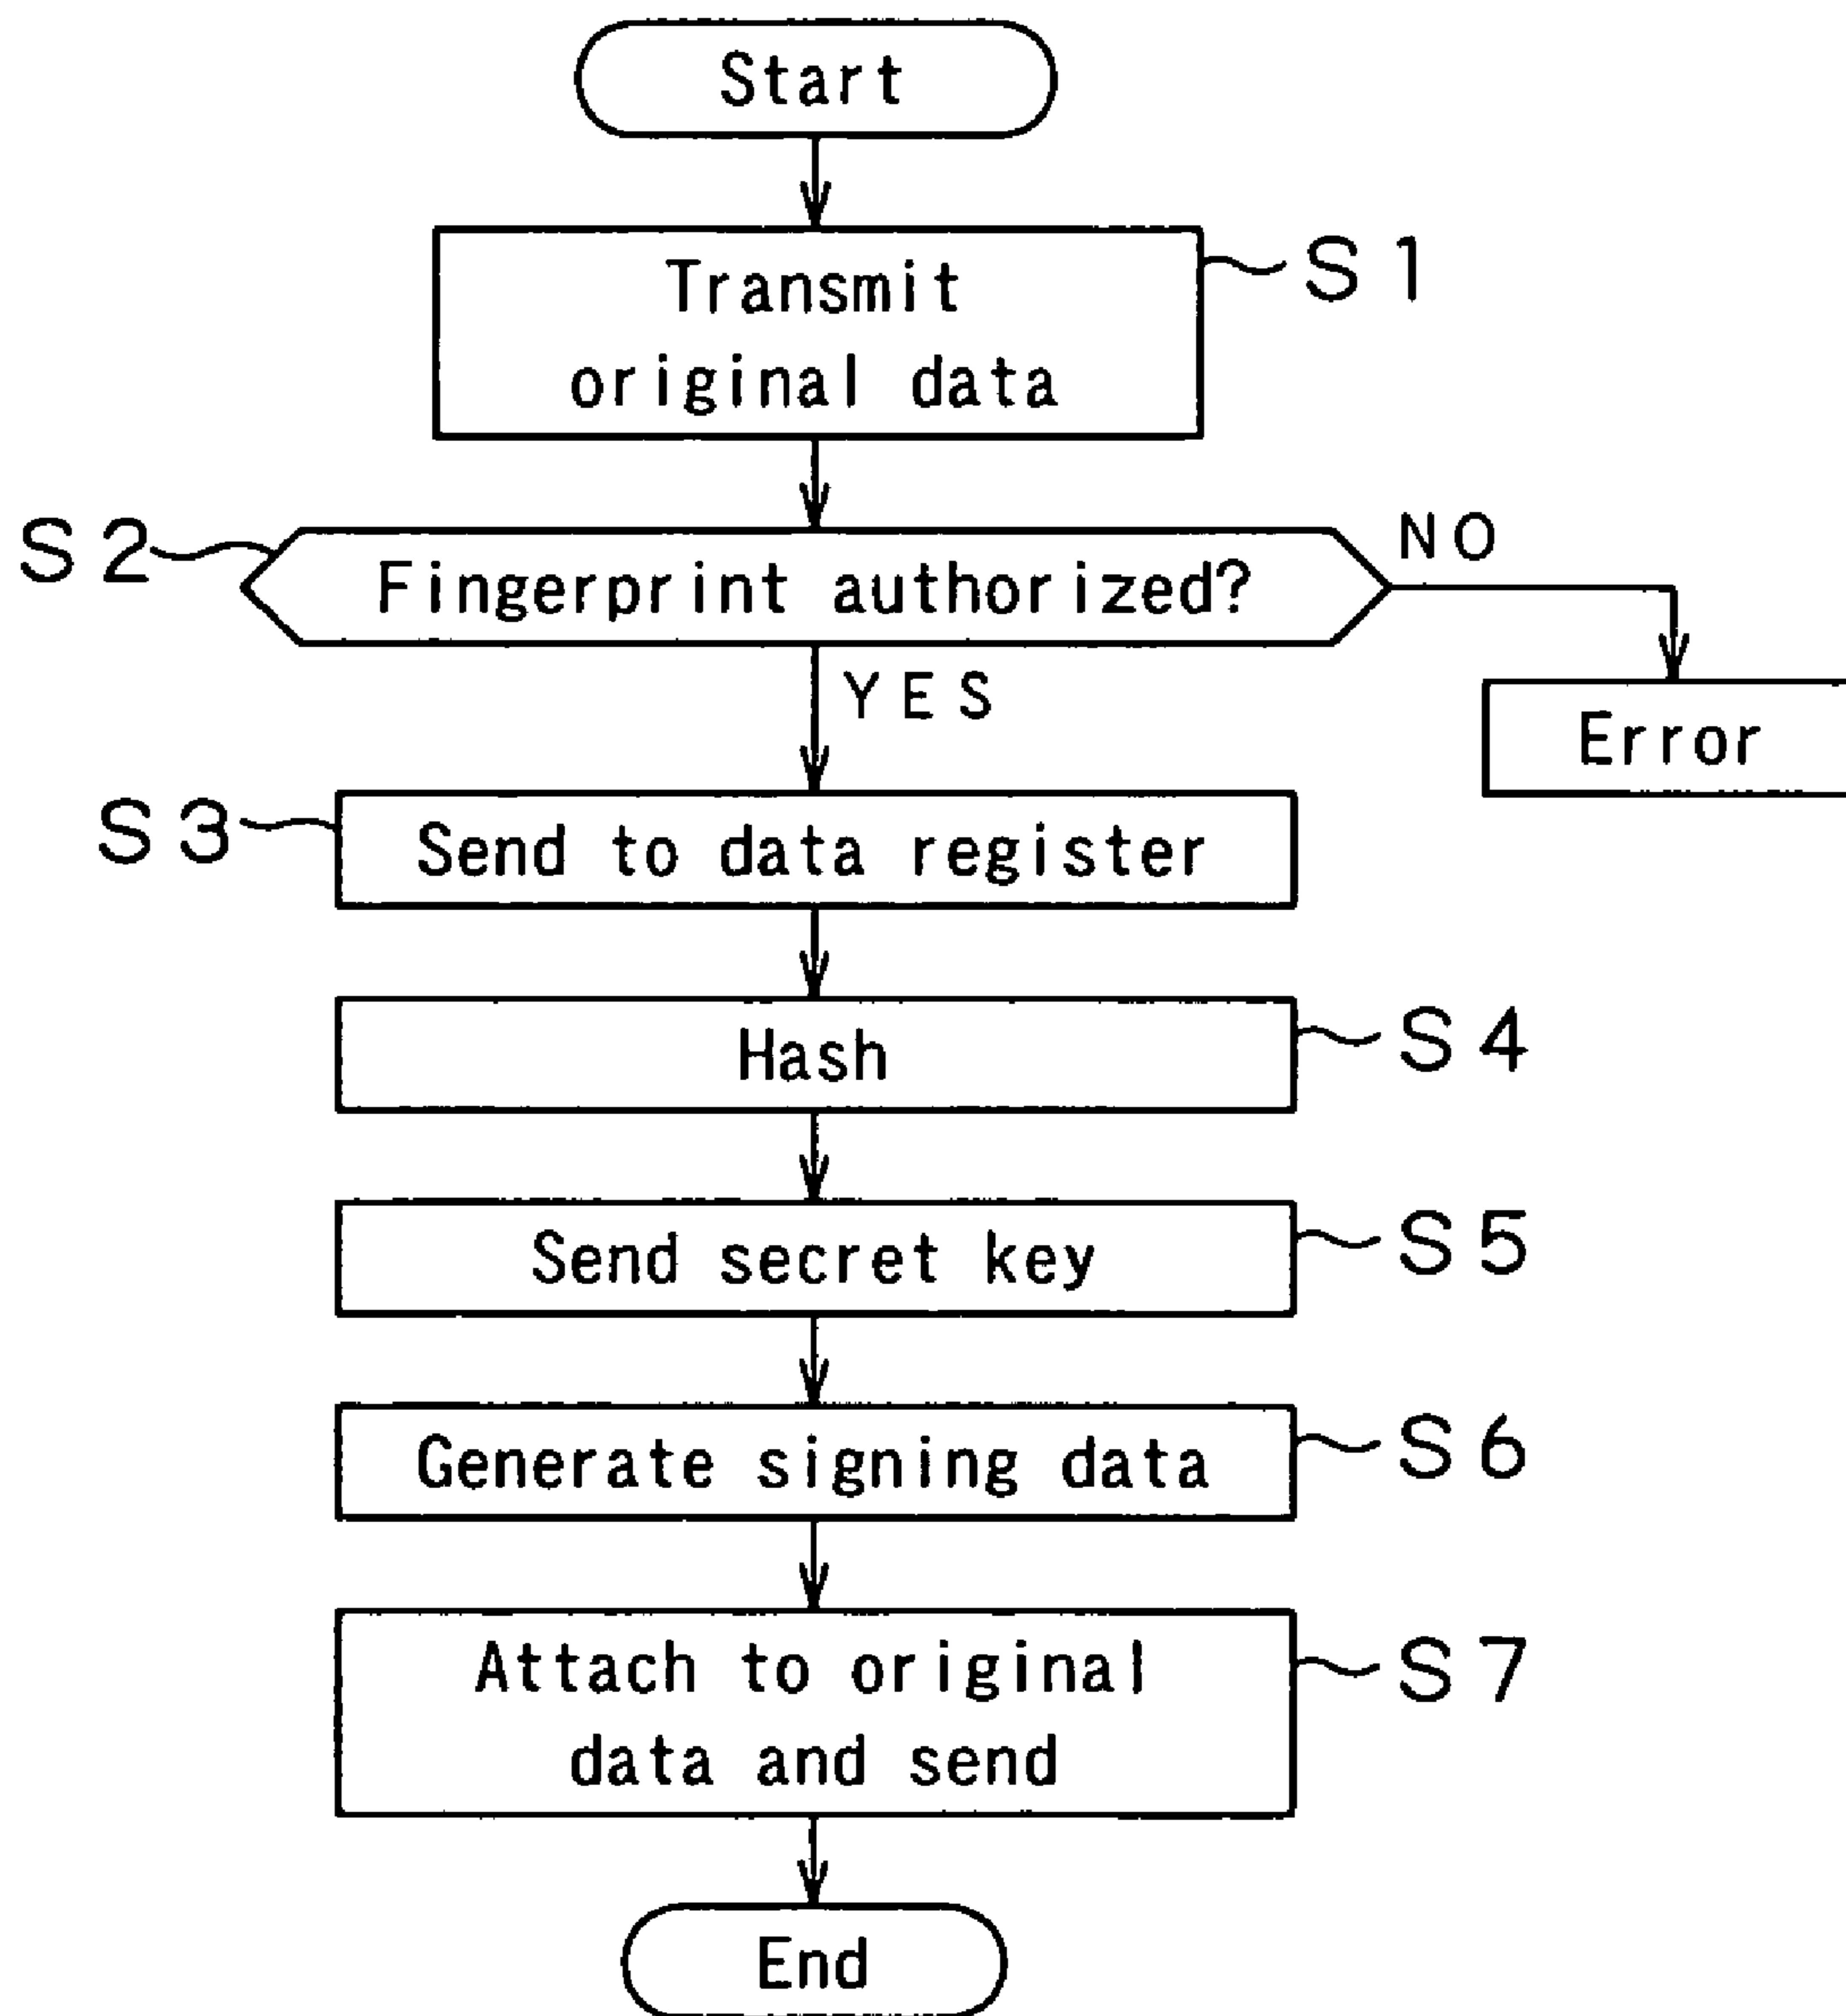 Start
Transmit
original data
S1
S2
Fingerprint authorized?
NO
YES
Error
S3
Send to data register
Hash
S4
Send secret key
S5
Generate signing data
S6
Attach to original
data and send
S7
End